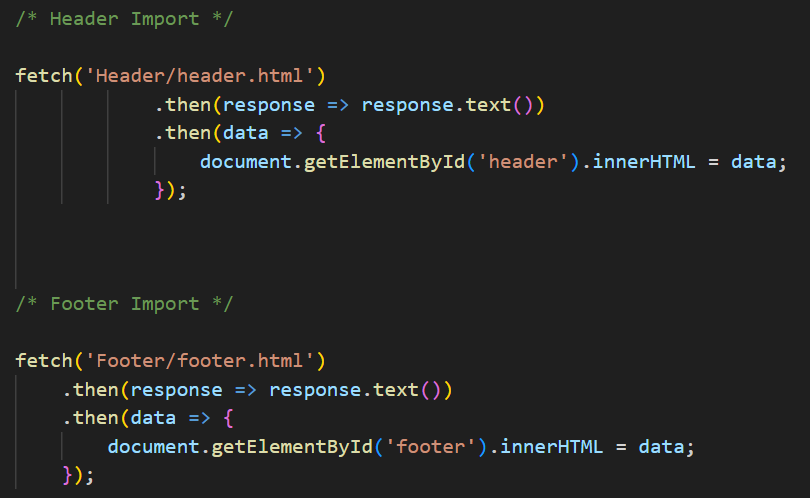 /* Header Import */
fetch('Header/header.html')
.then(response => response.text())
.then(data => {
document.getElementById('header').innerHTML = data;
});
/* Footer Import */
fetch('Footer/footer.html')
.then(response => response.text())
.then(data => {
document.getElementById('footer').innerHTML = data;
});